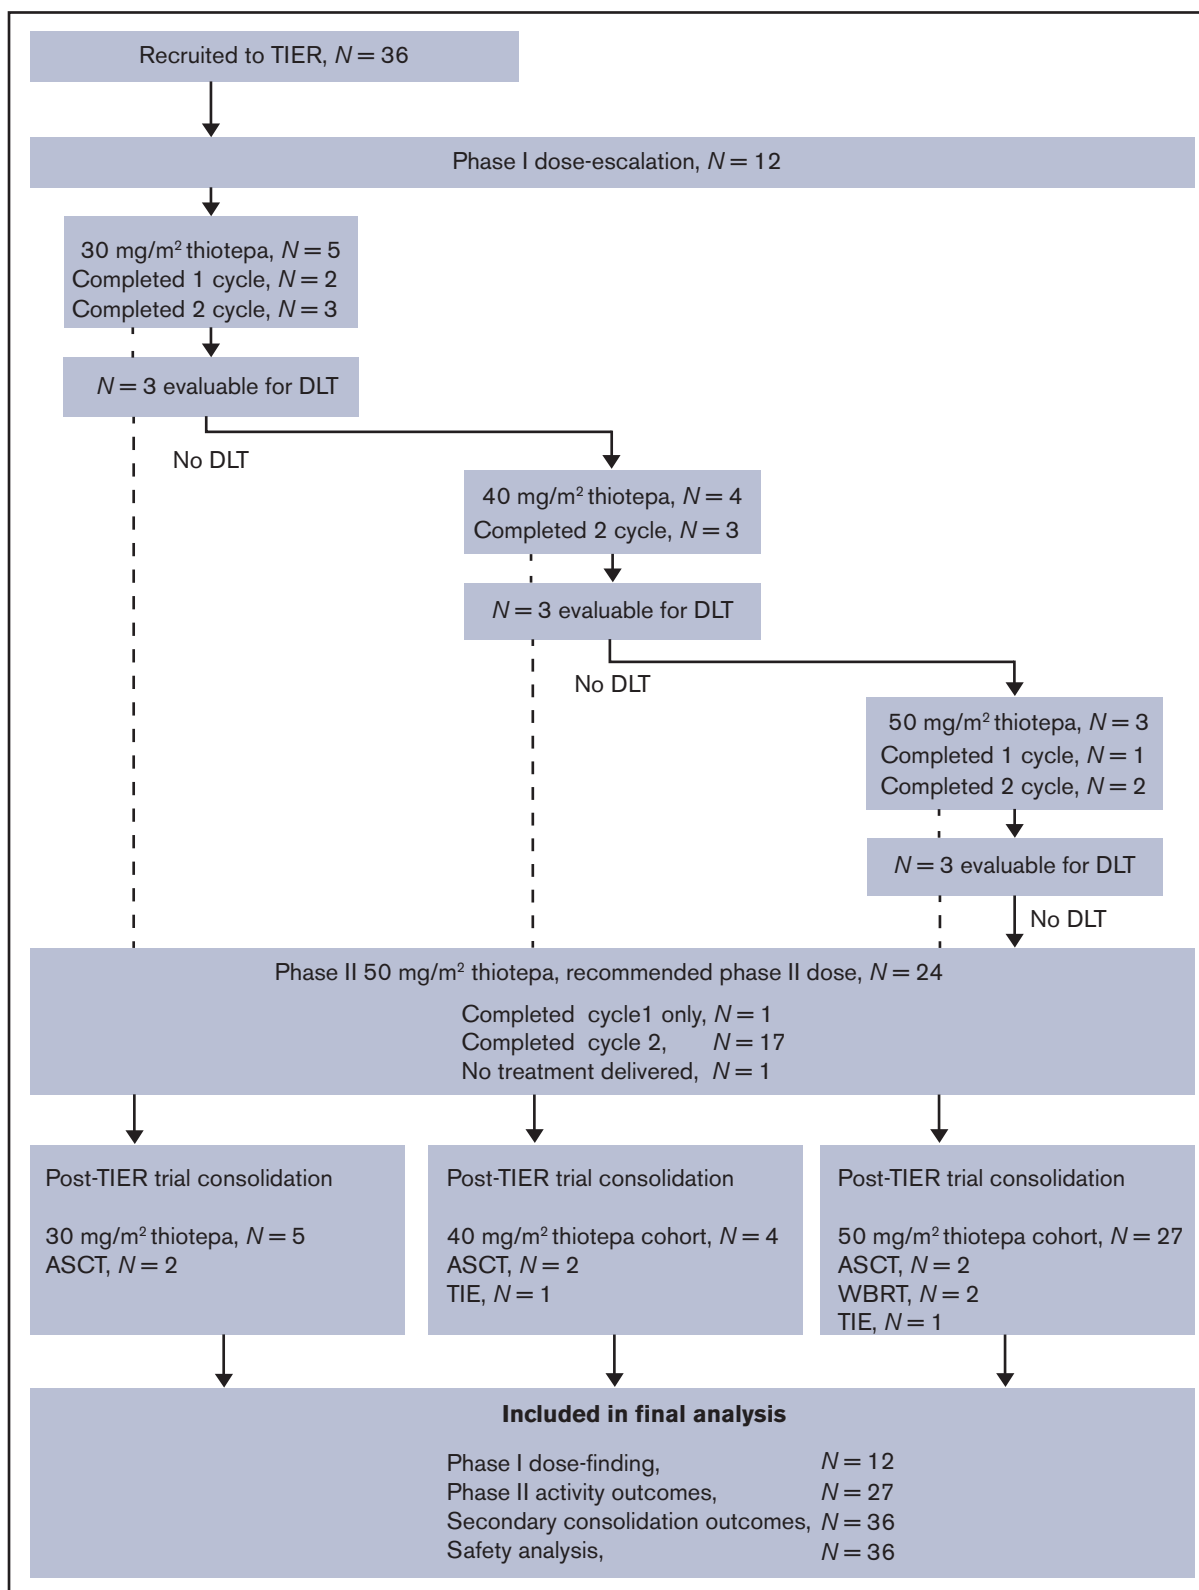 Recruited to TIER, N = 36
Phase I dose-escalation, N = 12
30 mg/m² thiotepa, N = 5
Completed 1 cycle, N = 2
Completed 2 cycle, N = 3
N = 3 evaluable for DLT
No DLT
40 mg/m² thiotepa, N = 4
Completed 2 cycle, N = 3
N = 3 evaluable for DLT
No DLT
50 mg/m² thiotepa, N = 3
Completed 1 cycle, N = 1
Completed 2 cycle, N = 2
N = 3 evaluable for DLT
No DLT
Phase II 50 mg/m² thiotepa, recommended phase II dose, N = 24
Completed cycle1 only, N = 1
Completed cycle 2, N = 17
No treatment delivered, N = 1
Post-TIER trial consolidation
30 mg/m² thiotepa, N = 5
ASCT, N = 2
Post-TIER trial consolidation
40 mg/m² thiotepa cohort, N = 4
ASCT, N = 2
TIE, N = 1
Post-TIER trial consolidation
50 mg/m² thiotepa cohort, N = 27
ASCT, N = 2
WBRT, N = 2
TIE, N = 1
Included in final analysis
Phase I dose-finding, N = 12
Phase II activity outcomes, N = 27
Secondary consolidation outcomes, N = 36
Safety analysis, N = 36